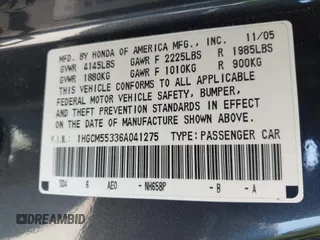 MFD. BY HONDA OF AMERICA MFG., INC. 11/05
GVWR 4145LBS GAWR F 2225LBS R 1985LBS
GVWR 1880KG GAWR F 1010KG R 900KG
THIS VEHICLE CONFORMS TO ALL APPLICABLE
FEDERAL MOTOR VEHICLE SAFETY, BUMPER,
AND THEFT PREVENTION STANDARDS IN EFFECT
ON THE DATE OF MANUFACTURE SHOWN ABOVE.
V.I.N.: 1HGCM55336A041275 TYPE: PASSENGER CAR
6 AEO NH658P - B - A
DREAMBID